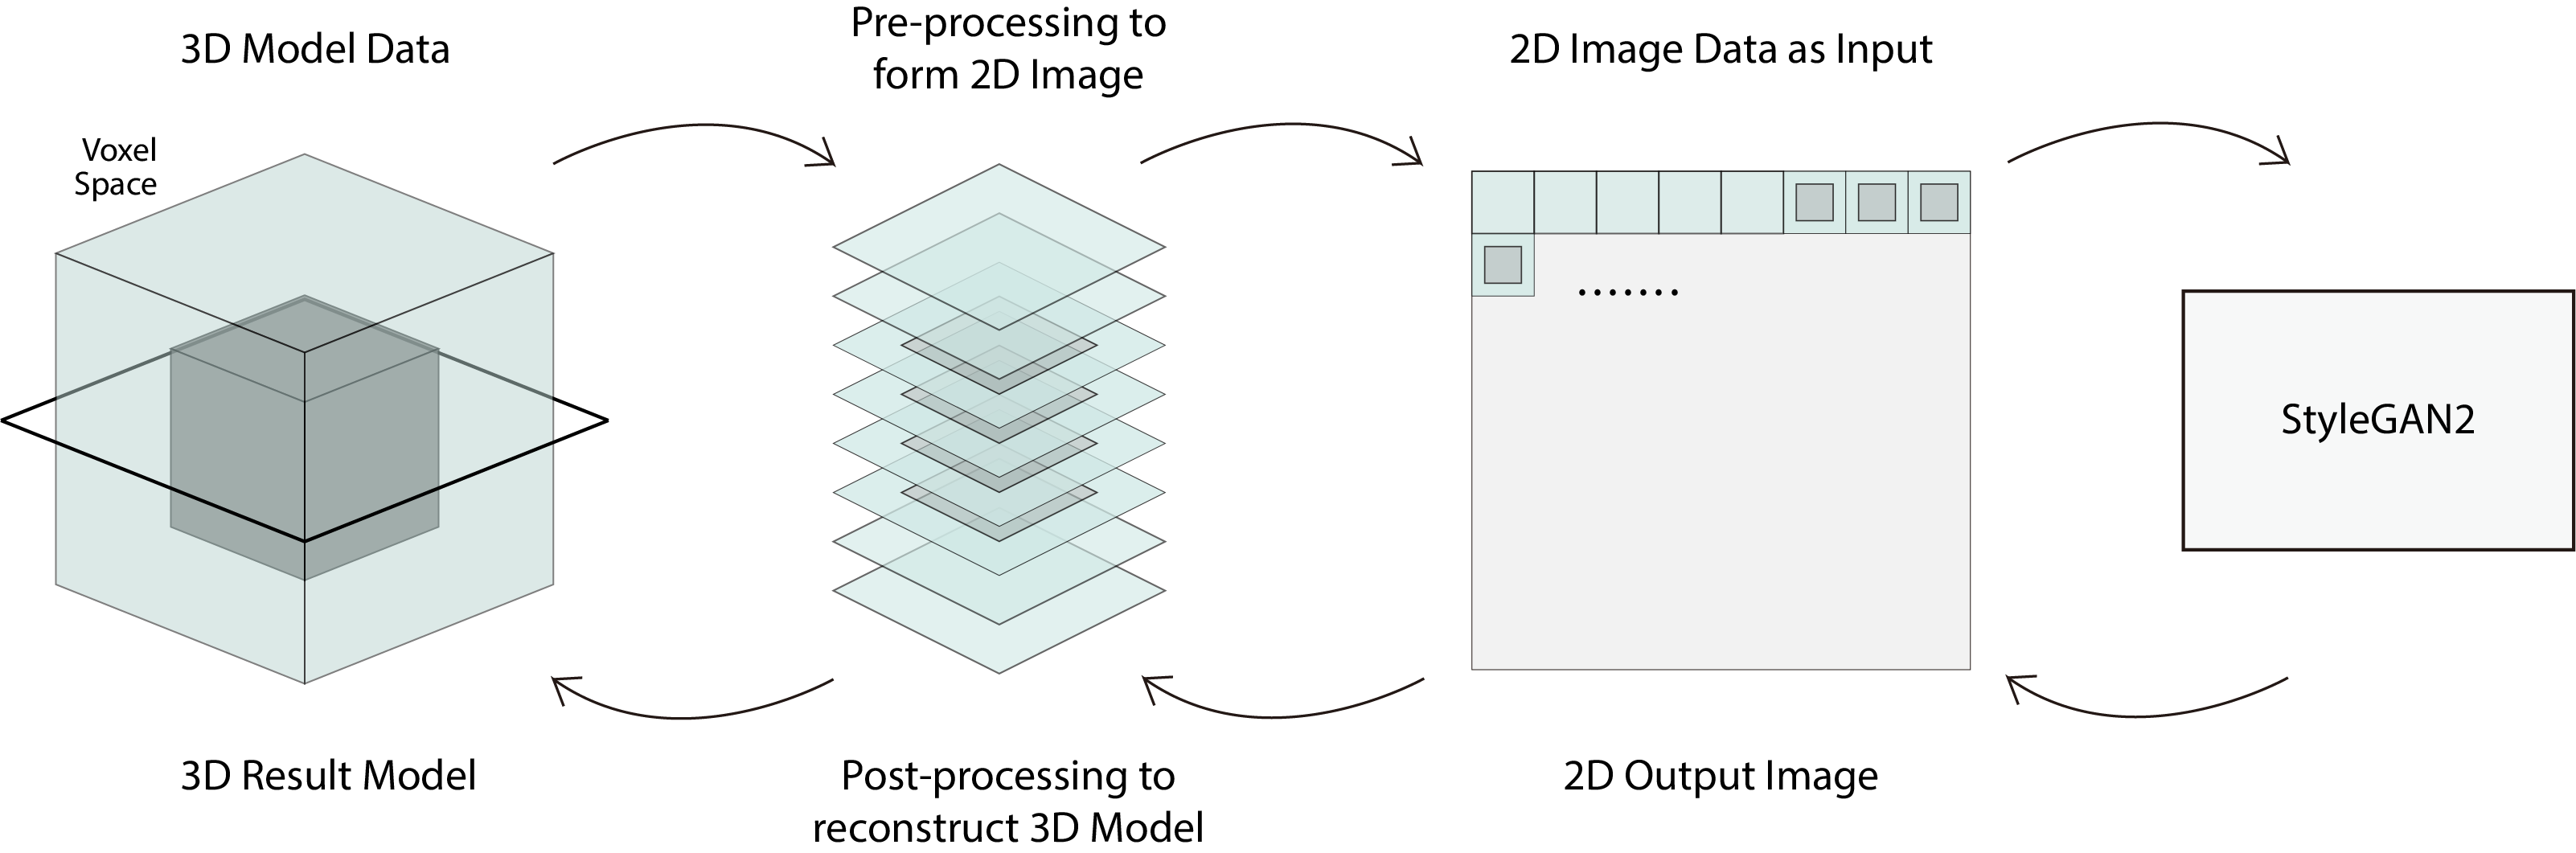 3D Model Data
Pre-processing to
form 2D Image
2D Image Data as Input
Voxel
Space
.......
StyleGAN2
3D Result Model
Post-processing to
reconstruct 3D Model
2D Output Image